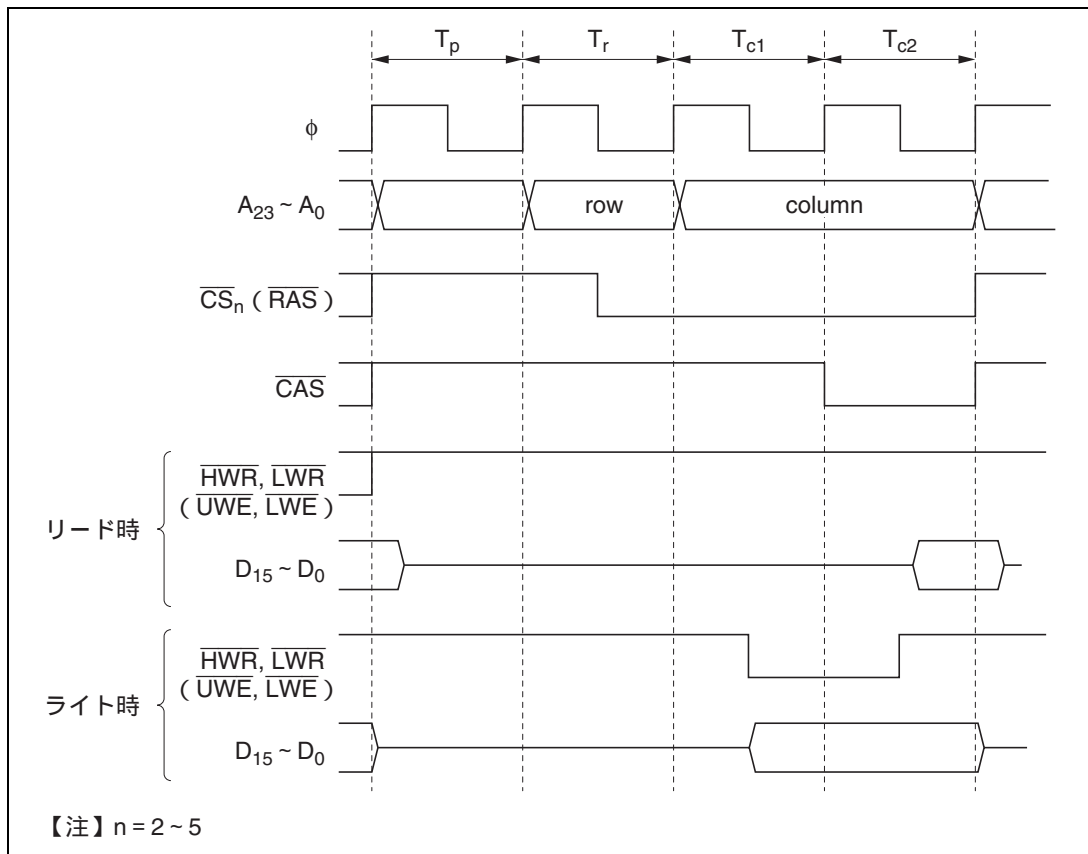 Tp Tr Tc1 Tc2
φ
A23 ~ A0 row column
CSn ( RAS )
CAS
リード時
HWR, LWR
( UWE, LWE )
D15 ~ D0
ライト時
HWR, LWR
( UWE, LWE )
D15 ~ D0
【注】n = 2 ~ 5